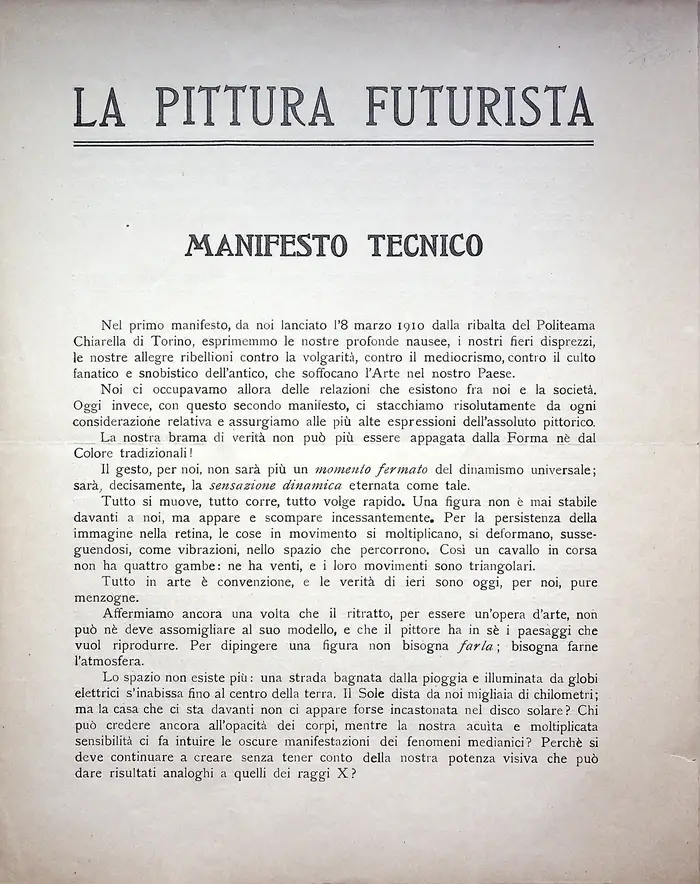 LA PITTURA FUTURISTA
MANIFESTO TECNICO
Nel primo manifesto, da noi lanciato l'8 marzo 1910 dalla ribalta del Politeama
Chiarella di Torino, esprimemmo le nostre profonde nausee, i nostri fieri disprezzi,
le nostre allegre ribellioni contro la volgarità, contro il mediocrismo, contro il culto
fanatico e snobistico dell'antico, che soffocano l'Arte nel nostro Paese.
Noi ci occupavamo allora delle relazioni che esistono fra noi e la società.
Oggi invece, con questo secondo manifesto, ci stacchiamo risolutamente da ogni
considerazione relativa e assurgiamo alle più alte espressioni dell'assoluto pittorico.
La nostra brama di verità non può più essere appagata dalla Forma nè dal
Colore tradizionali!
Il gesto, per noi, non sarà più un momento fermato del dinamismo universale;
sarà, decisamente, la sensazione dinamica eternata come tale.
Tutto si muove, tutto corre, tutto volge rapido. Una figura non è mai stabile
davanti a noi, ma appare e scompare incessantemente. Per la persistenza della
immagine nella retina, le cose in movimento si moltiplicano, si deformano, susse-
guendosi, come vibrazioni, nello spazio che percorrono. Così un cavallo in corsa
non ha quattro gambe: ne ha venti, e i loro movimenti sono triangolari.
Tutto in arte è convenzione, e le verità di ieri sono oggi, per noi, pure
menzogne.
Affermiamo ancora una volta che il ritratto, per essere un'opera d'arte, non
può nè deve assomigliare al suo modello, e che il pittore ha in sè i paesaggi che
vuol riprodurre. Per dipingere una figura non bisogna farla; bisogna farne
l'atmosfera.
Lo spazio non esiste più: una strada bagnata dalla pioggia e illuminata da globi
elettrici s'inabissa fino al centro della terra. Il Sole dista da noi migliaia di chilometri;
ma la casa che ci sta davanti non ci appare forse incastonata nel disco solare? Chi
può credere ancora all'opacità dei corpi, mentre la nostra acuìta e moltiplicata
sensibilità ci fa intuire le oscure manifestazioni dei fenomeni medianici? Perchè si
deve continuare a creare senza tener conto della nostra potenza visiva che può
dare risultati analoghi a quelli dei raggi X?